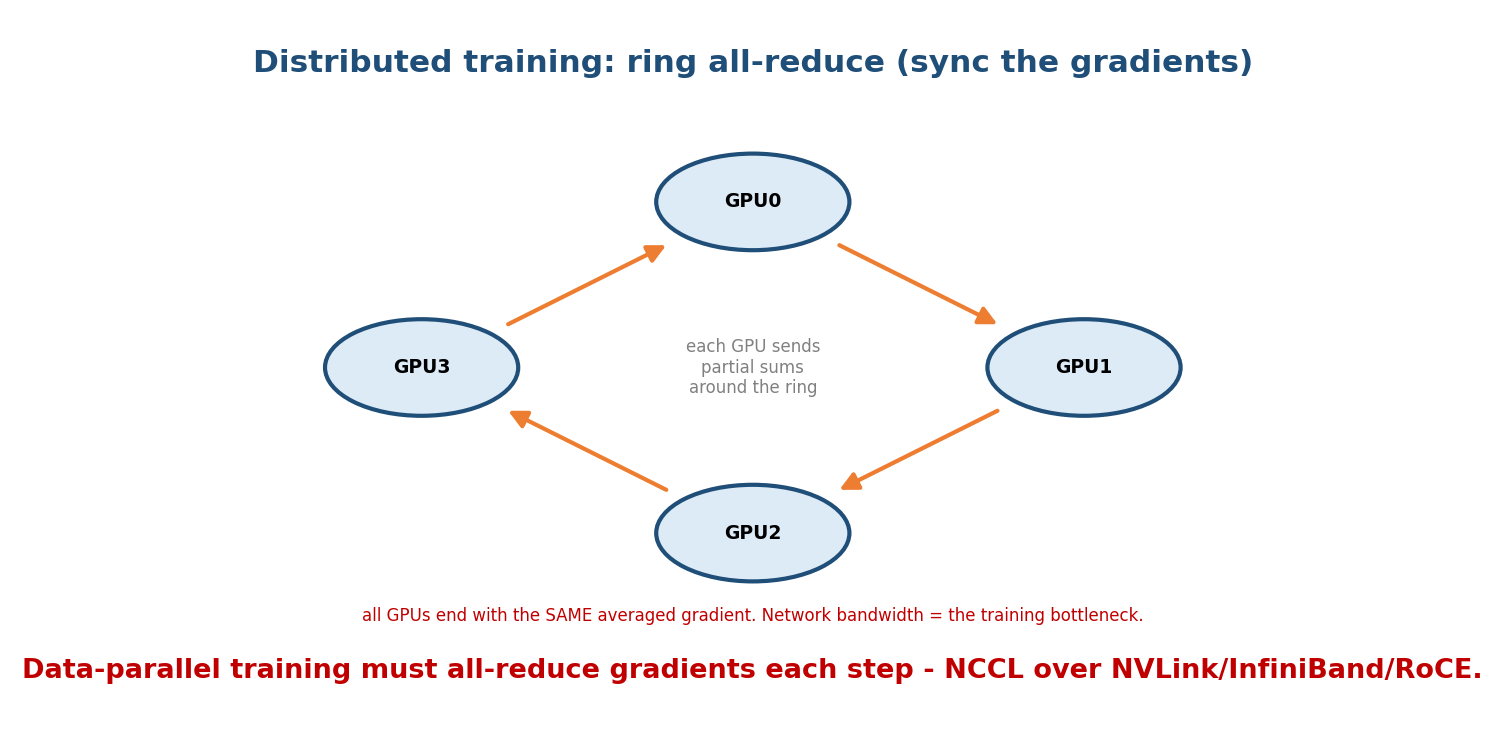 Distributed training: ring all-reduce (sync the gradients)
GPU0
GPU3
each GPU sends
partial sums
around the ring
GPU1
GPU2
all GPUs end with the SAME averaged gradient. Network bandwidth = the training bottleneck.
Data-parallel training must all-reduce gradients each step - NCCL over NVLink/InfiniBand/RoCE.